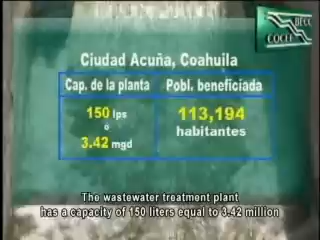 BECC
COCEF
Ciudad Acuña, Coahuila
Cap. de la planta
Pobl. beneficiada
150 lps
o
3.42 mgd
113,194
habitantes
The wastewater treatment plant
has a capacity of 150 liters equal to 3.42 million